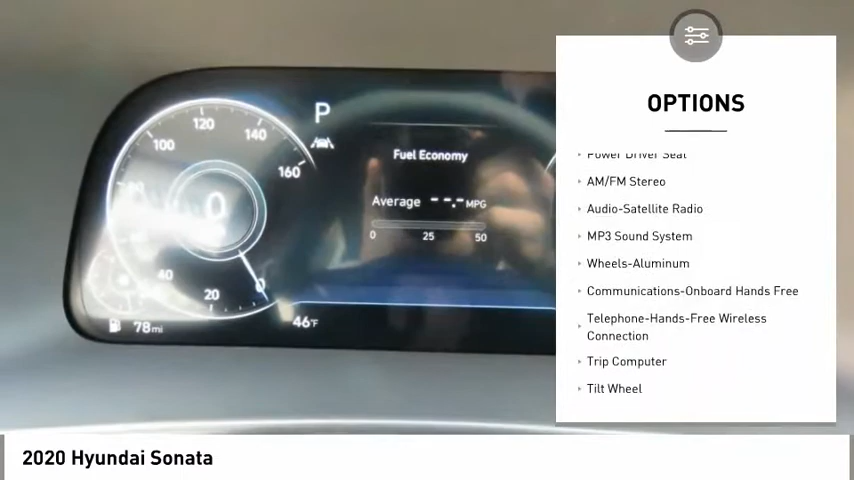 120
100
140
160
0
40
20
0
78mi
46°F
P
Fuel Economy
Average --.- MPG
0 25 50
OPTIONS
Power Driver Seat
AM/FM Stereo
Audio-Satellite Radio
MP3 Sound System
Wheels-Aluminum
Communications-Onboard Hands Free
Telephone-Hands-Free Wireless
Connection
Trip Computer
Tilt Wheel
2020 Hyundai Sonata